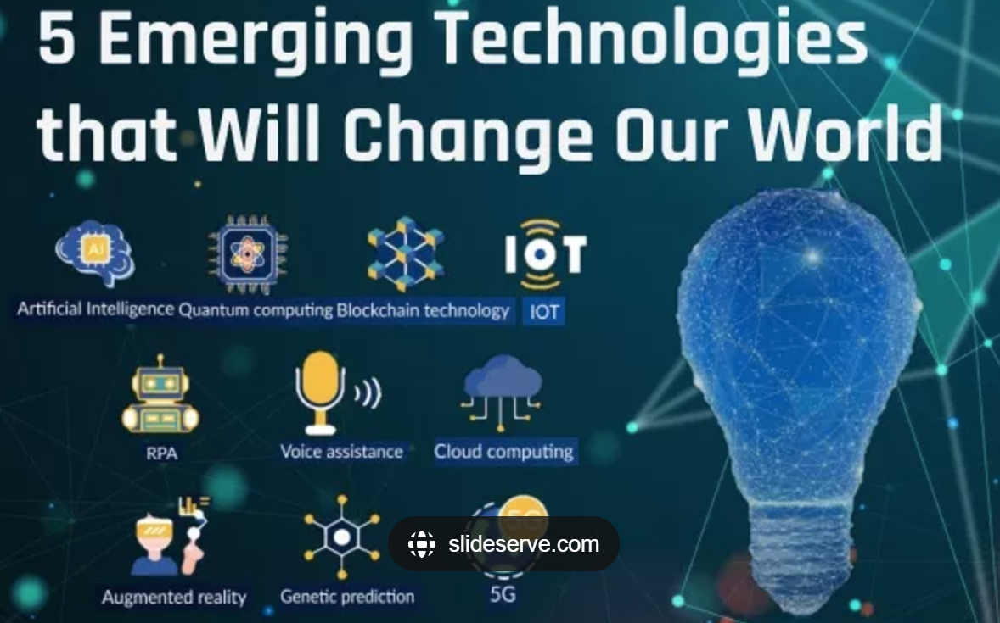 5 Emerging Technologies
that Will Change Our World
AI
IOT
Artificial Intelligence Quantum computing Blockchain technology IOT
RPA Voice assistance Cloud computing
5G
slideserve.com
Augmented reality Genetic prediction 5G